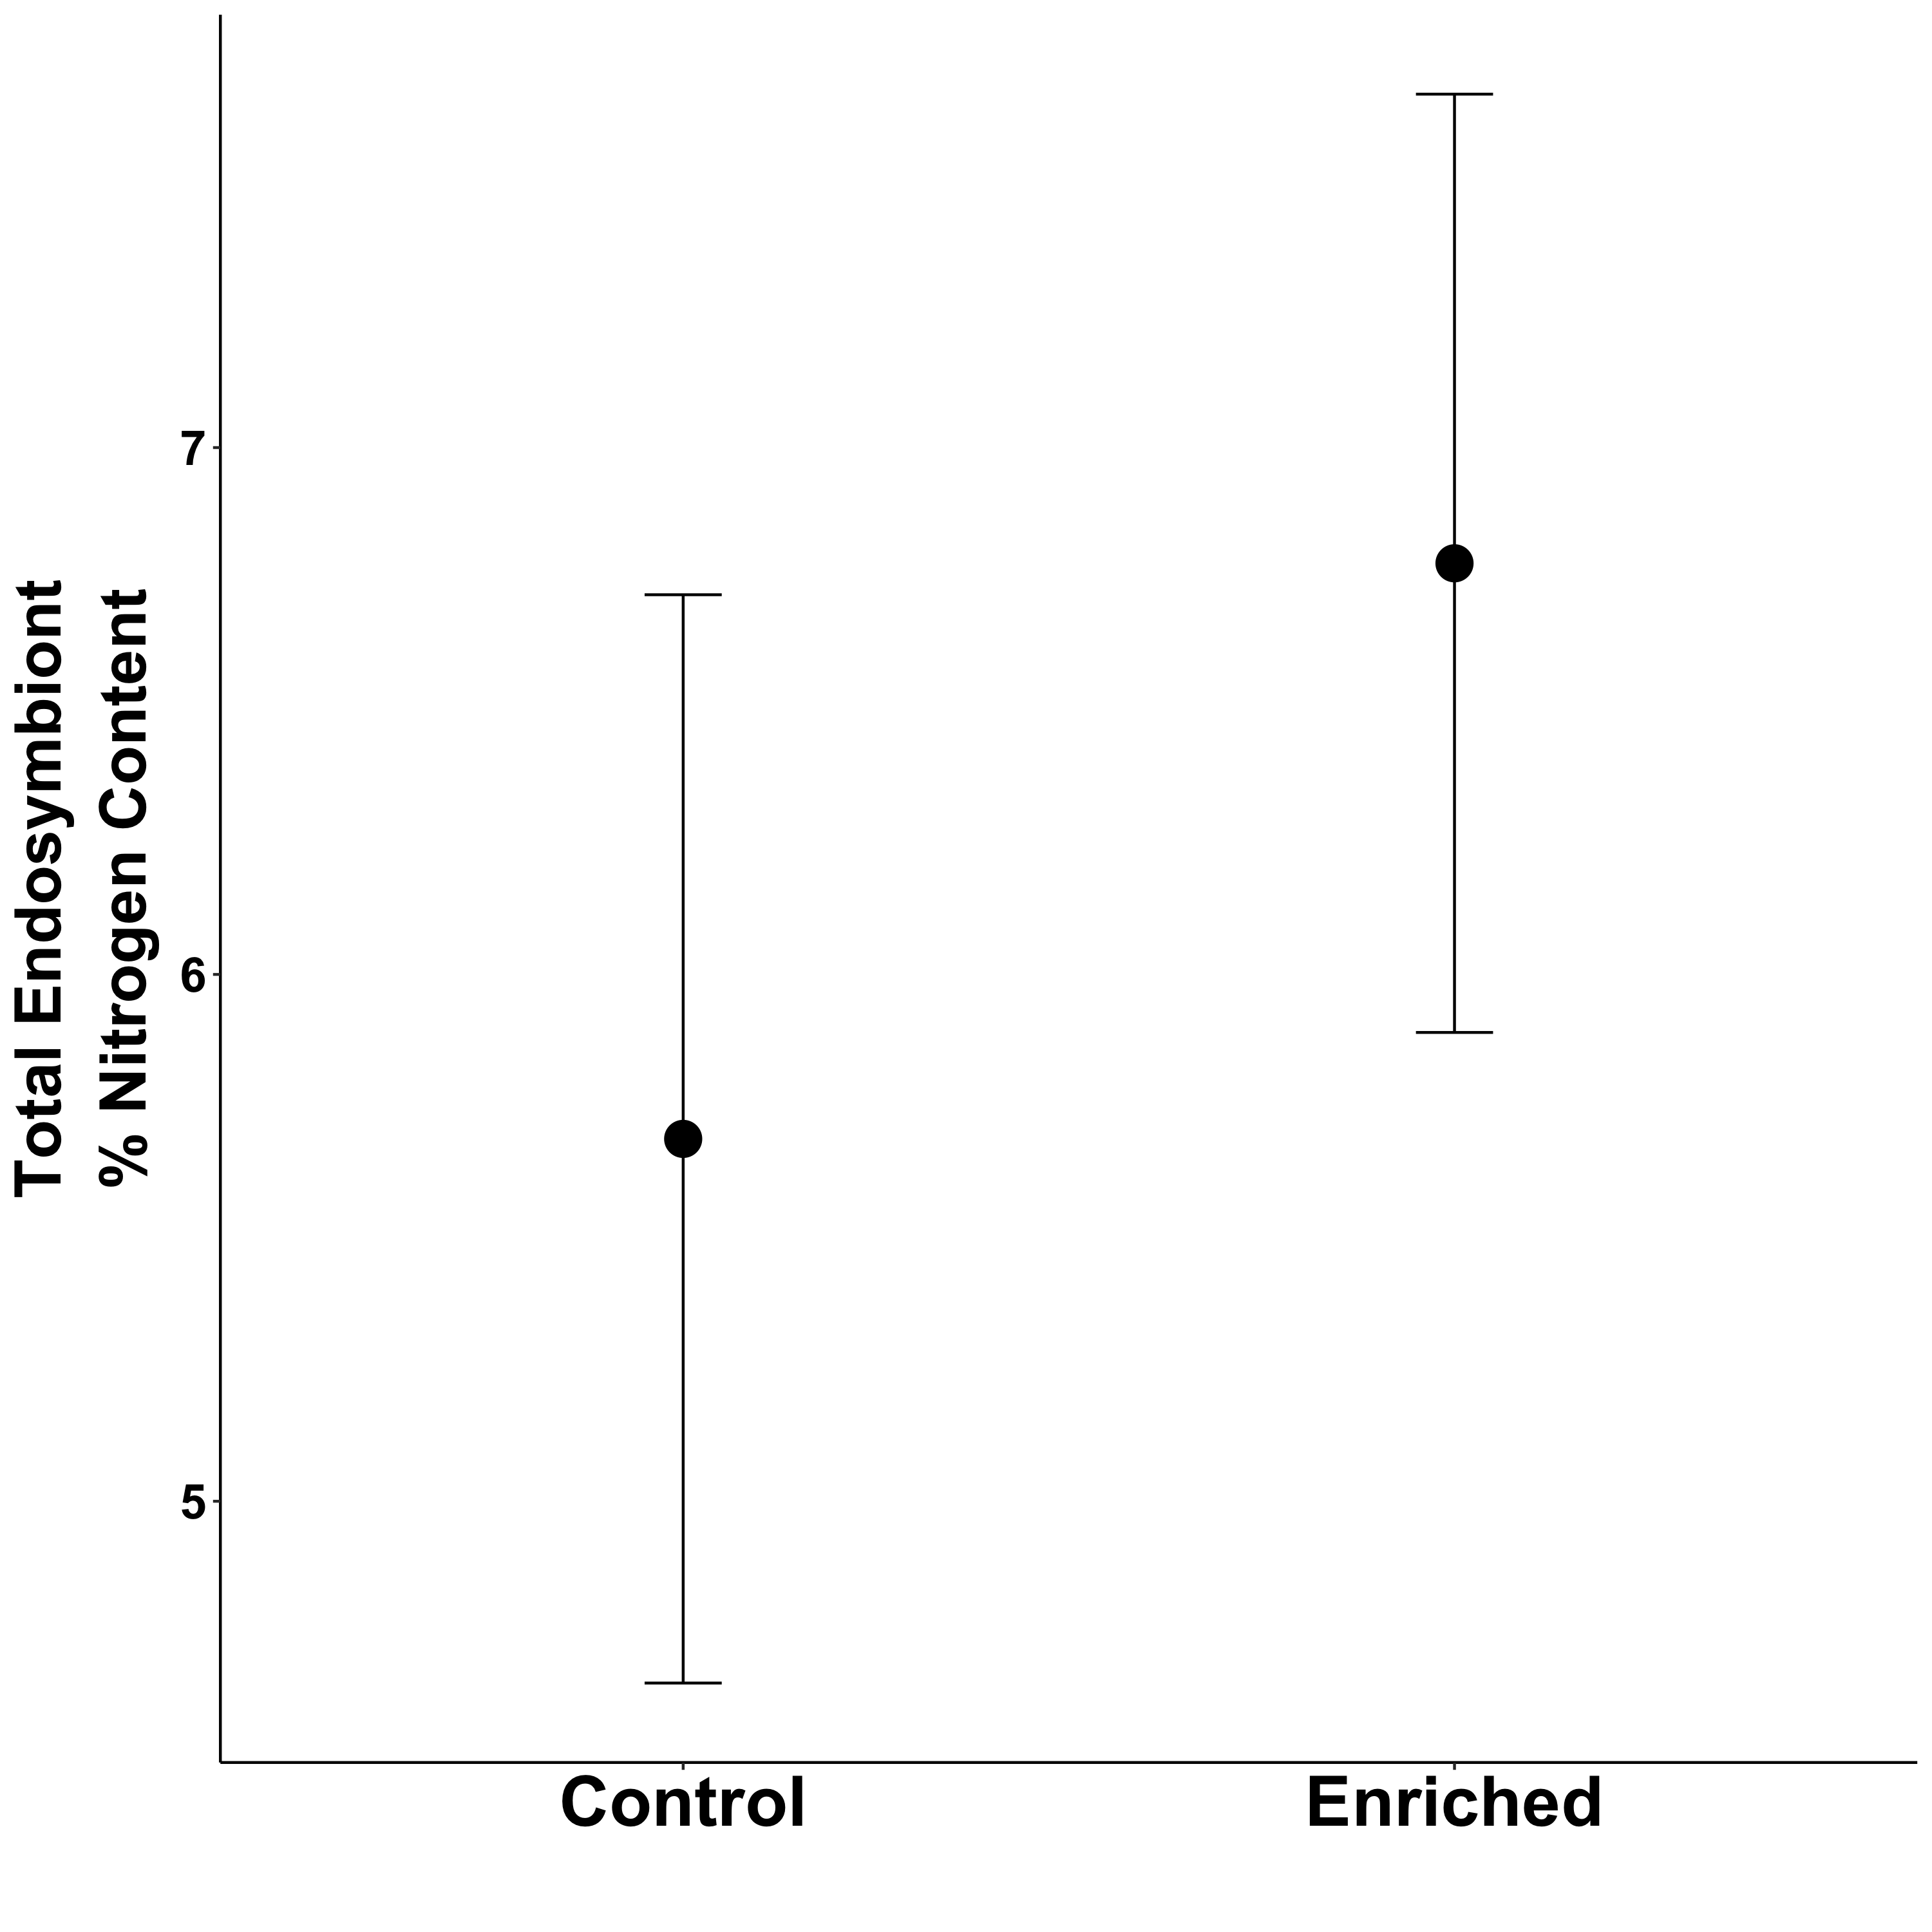 Total Endosymbiont
% Nitrogen Content
7
6
5
Control
Enriched